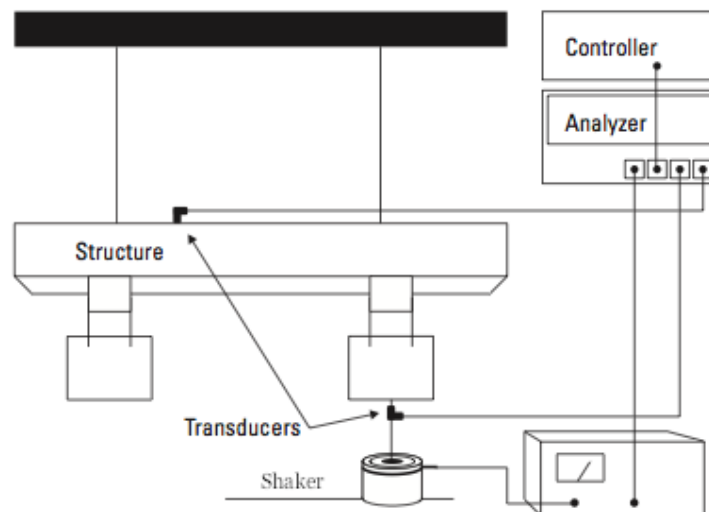 Controller
Analyzer
Structure
Transducers
Shaker